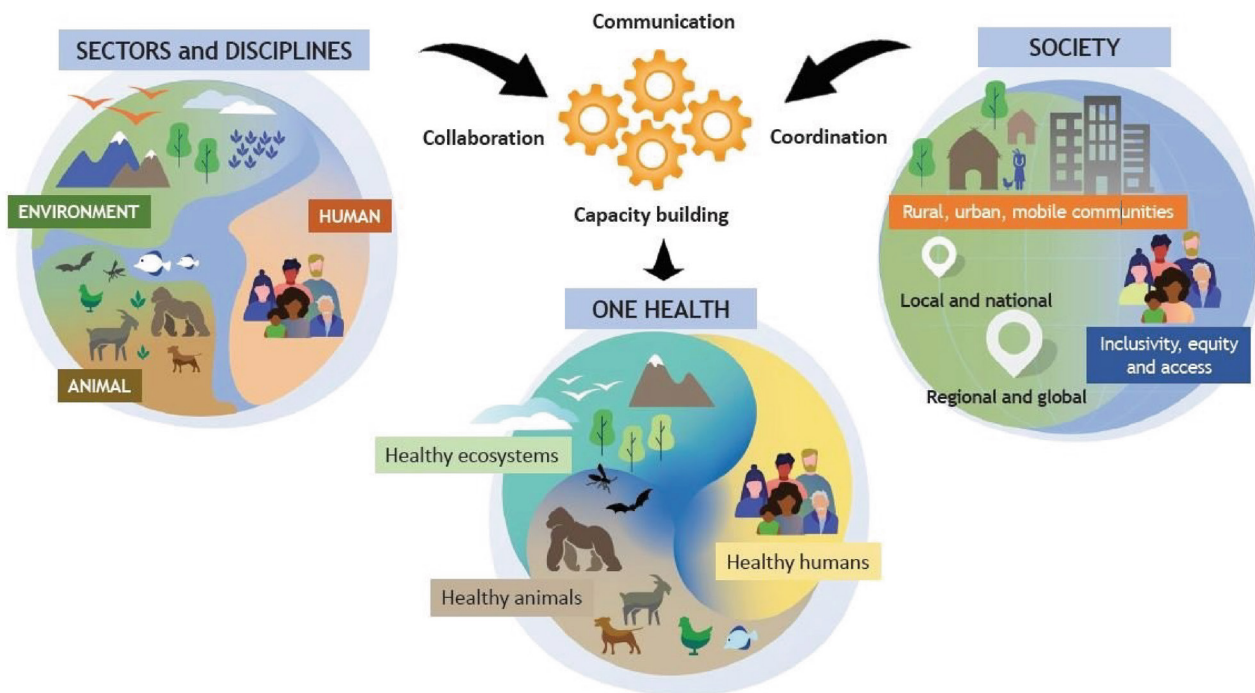 Communication
SECTORS and DISCIPLINES
SOCIETY
Collaboration
Coordination
ENVIRONMENT
HUMAN
Rural, urban, mobile communities
Capacity building
ONE HEALTH
Local and national
Inclusivity, equity
and access
ANIMAL
Regional and global
Healthy ecosystems
Healthy humans
Healthy animals